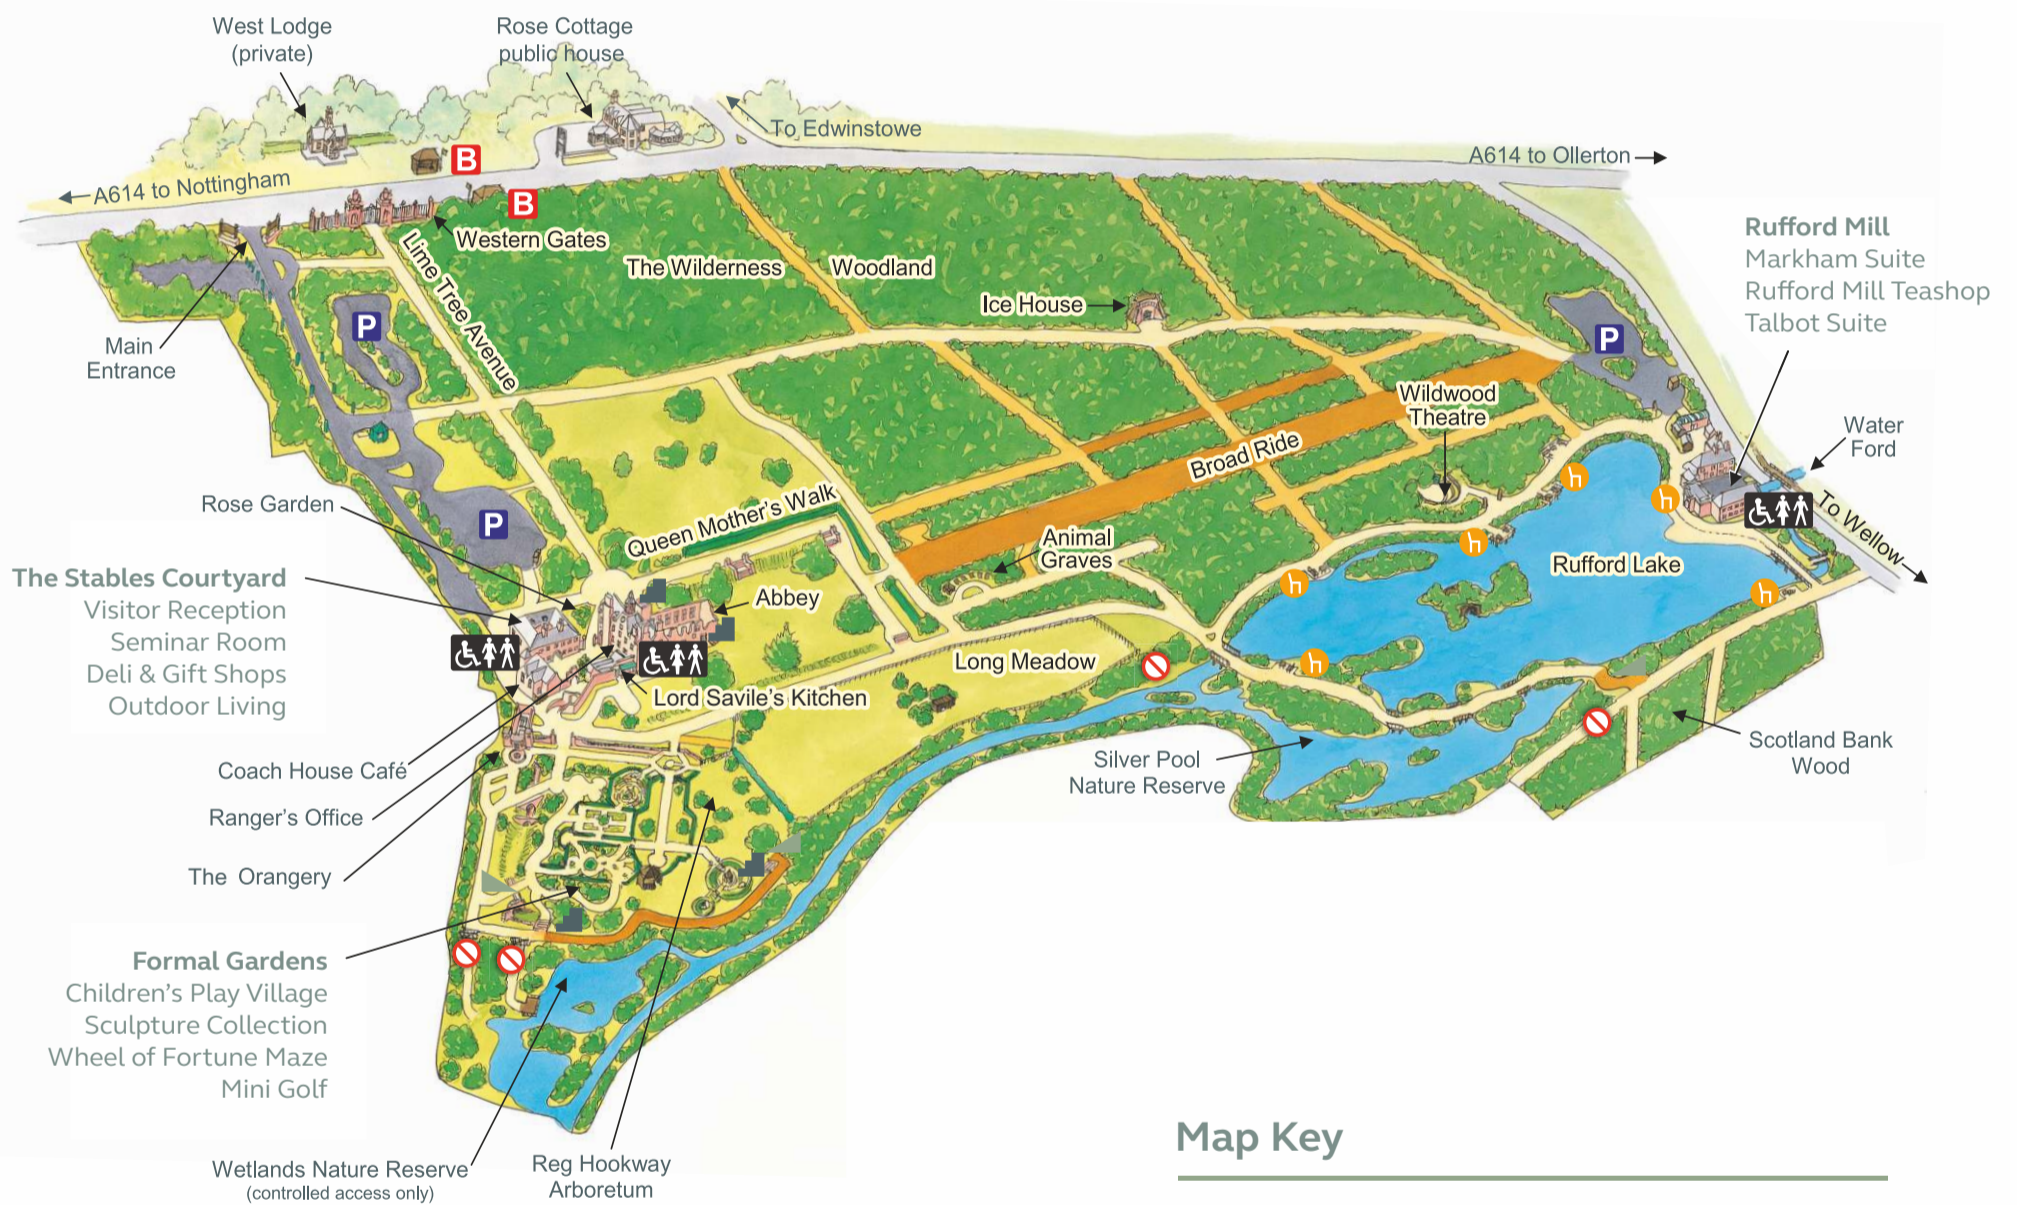 West Lodge
(private)
Rose Cottage
public house
To Edwinstowe
A614 to Ollerton
A614 to Nottingham
B
B
Western Gates
Lime Tree Avenue
The Wilderness
Woodland
Ice House
Main
Entrance
P
P
P
Rufford Mill
Markham Suite
Rufford Mill Teashop
Talbot Suite
Water
Ford
To Wellow
Wildwood
Theatre
Broad Ride
Rose Garden
Queen Mother's Walk
Animal
Graves
Rufford Lake
The Stables Courtyard
Visitor Reception
Seminar Room
Deli & Gift Shops
Outdoor Living
Abbey
Long Meadow
Lord Savile's Kitchen
Coach House Café
Ranger's Office
The Orangery
Silver Pool
Nature Reserve
Scotland Bank
Wood
Formal Gardens
Children's Play Village
Sculpture Collection
Wheel of Fortune Maze
Mini Golf
Wetlands Nature Reserve
(controlled access only)
Reg Hookway
Arboretum
Map Key